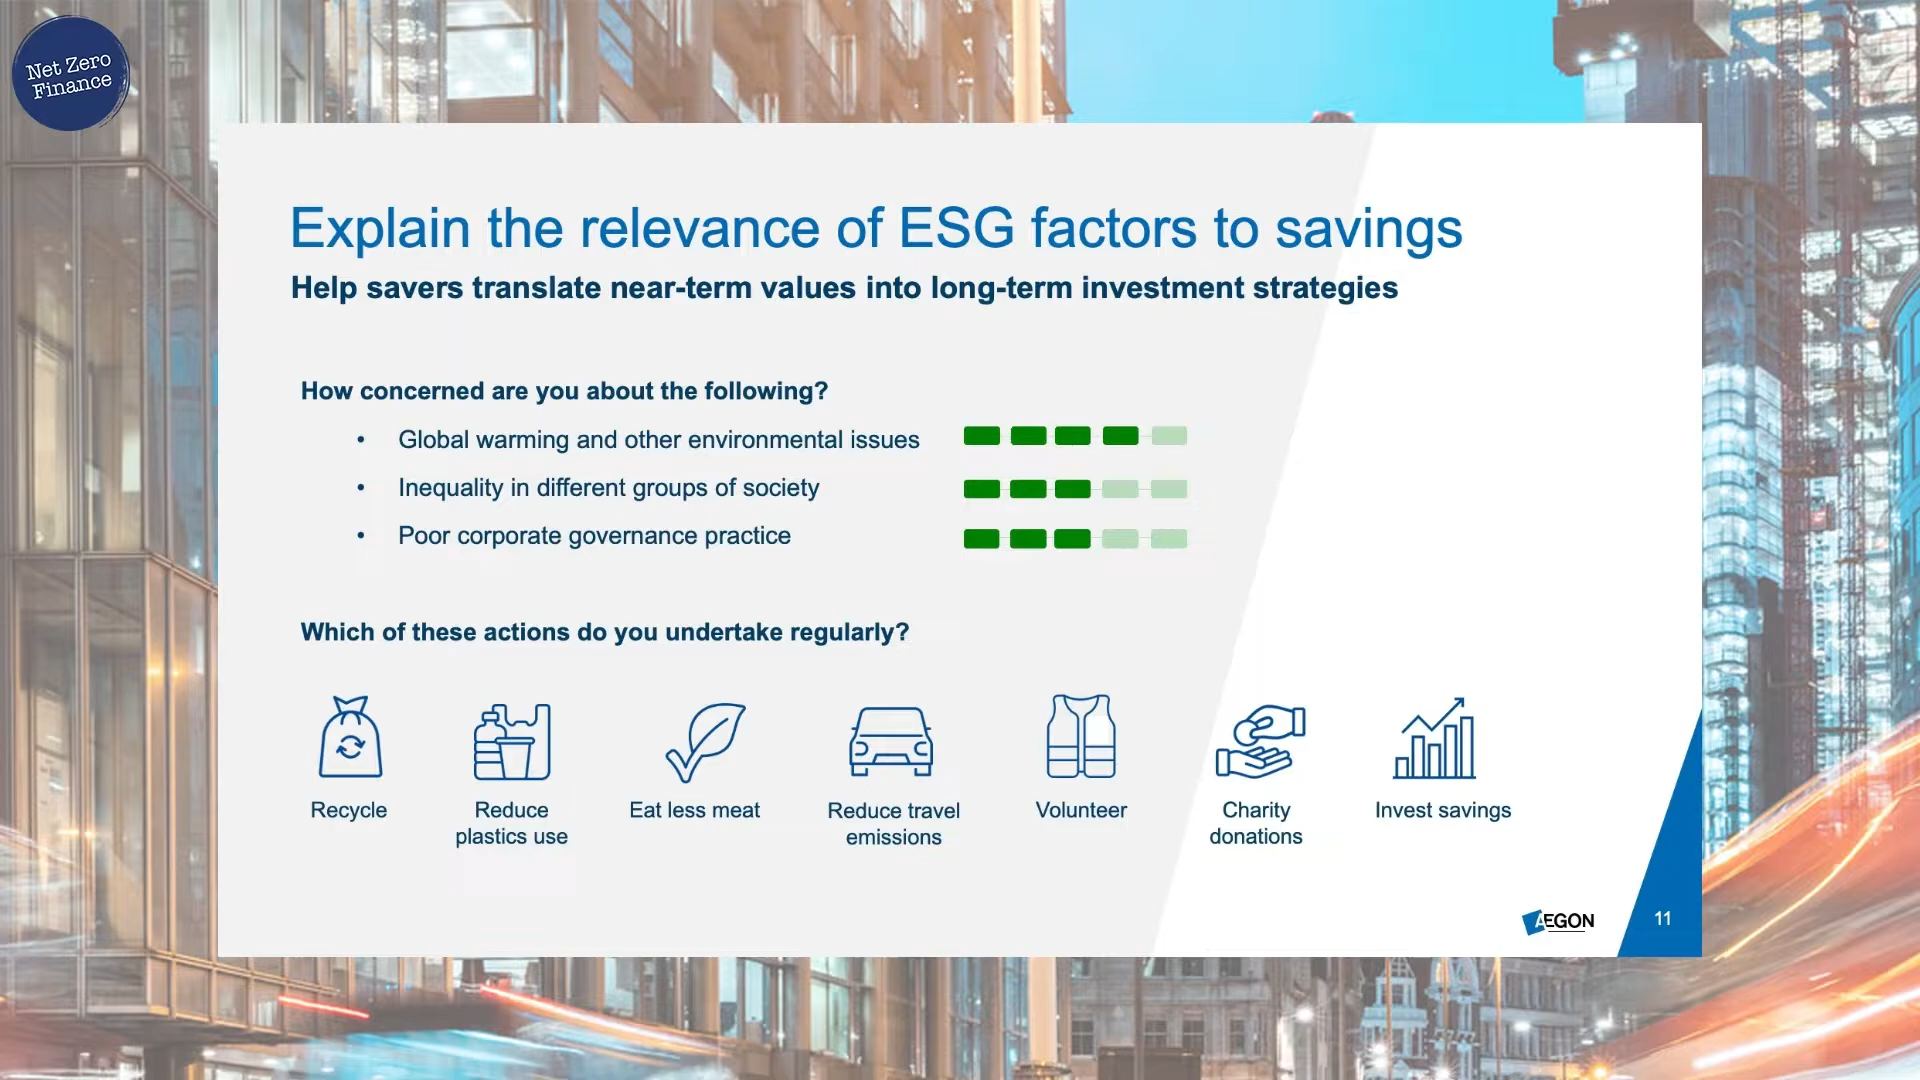 Net Zero
Finance
Explain the relevance of ESG factors to savings
Help savers translate near-term values into long-term investment strategies
How concerned are you about the following?
• Global warming and other environmental issues
• Inequality in different groups of society
• Poor corporate governance practice
Which of these actions do you undertake regularly?
Recycle
Reduce
plastics use
Eat less meat
Reduce travel
emissions
Volunteer
Charity
donations
Invest savings
AEGON
11